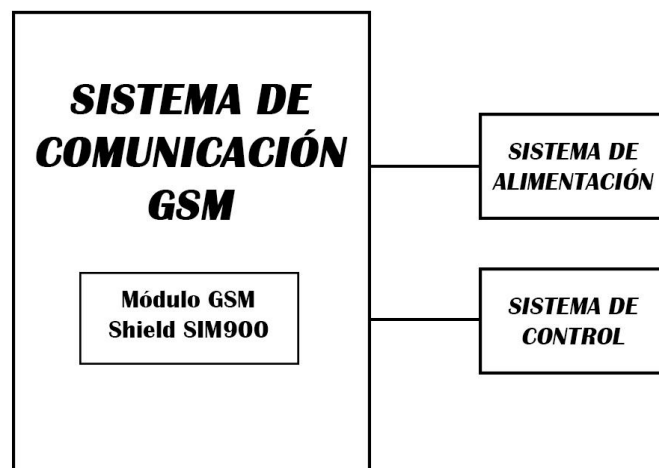 SISTEMA DE
COMUNICACIÓN
GSM
Módulo GSM
Shield SIM900
SISTEMA DE
ALIMENTACIÓN
SISTEMA DE
CONTROL